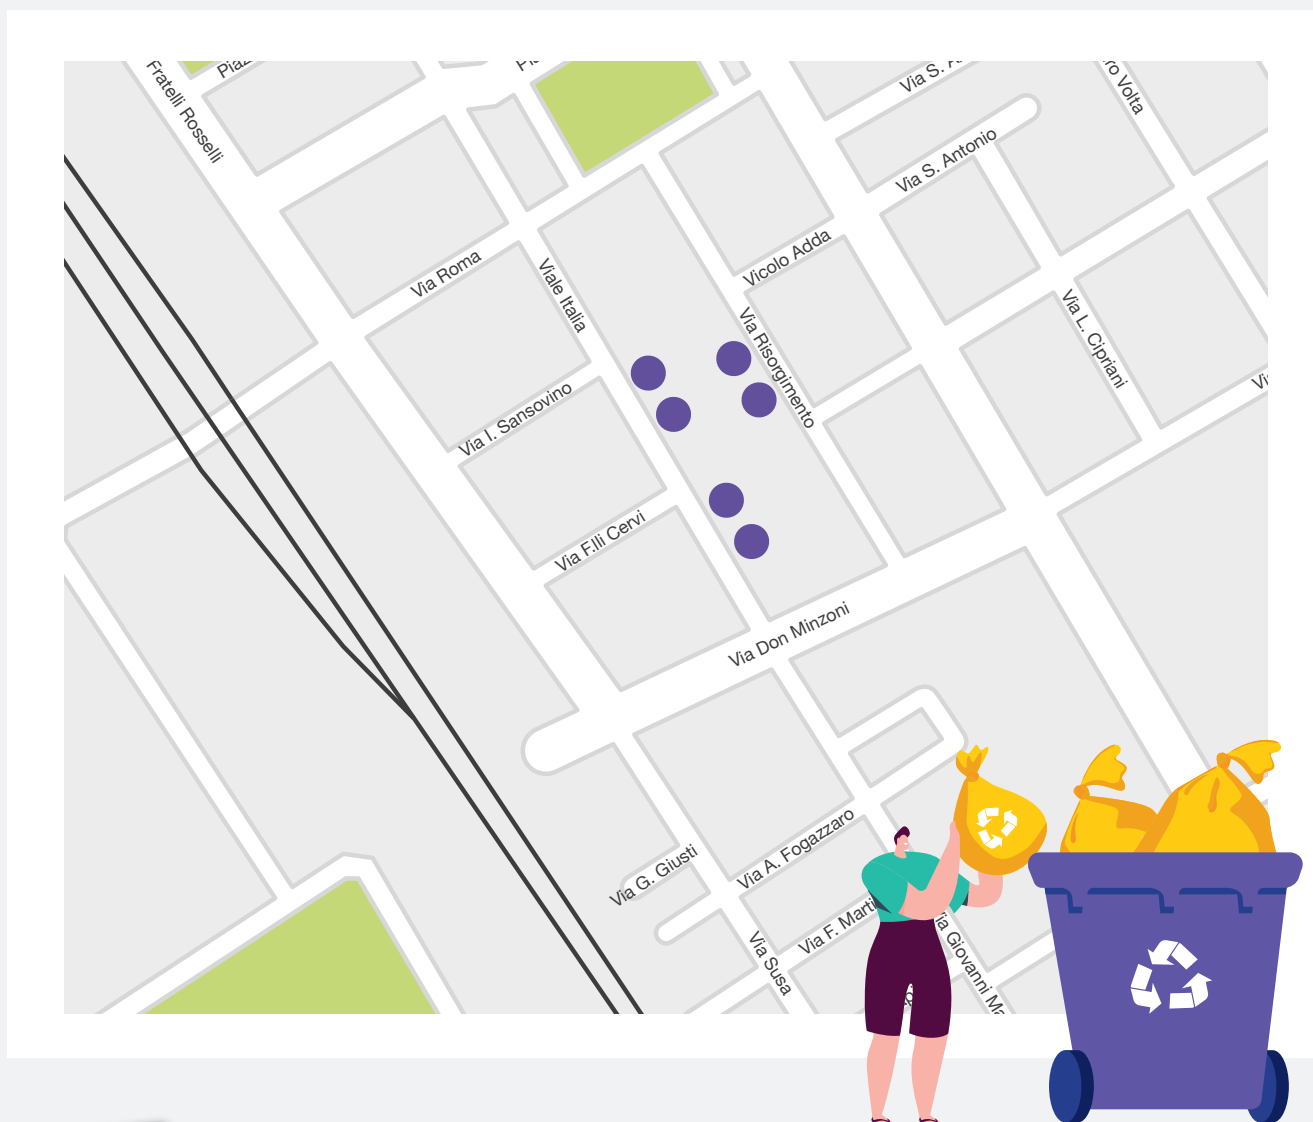 Fratelli Rosselli
Via S.
ro Volta
Via S. Antonio
Vicolo Adda
Via Roma
Viale Italia
Via Risorgimento
Via L. Cipriani
Via I. Sansovino
Via F.lli Cervi
Via Don Minzoni
Via A. Fogazzaro
Via G. Giusti
Via F. Marti
Via Susa
ia Giovanni Ma